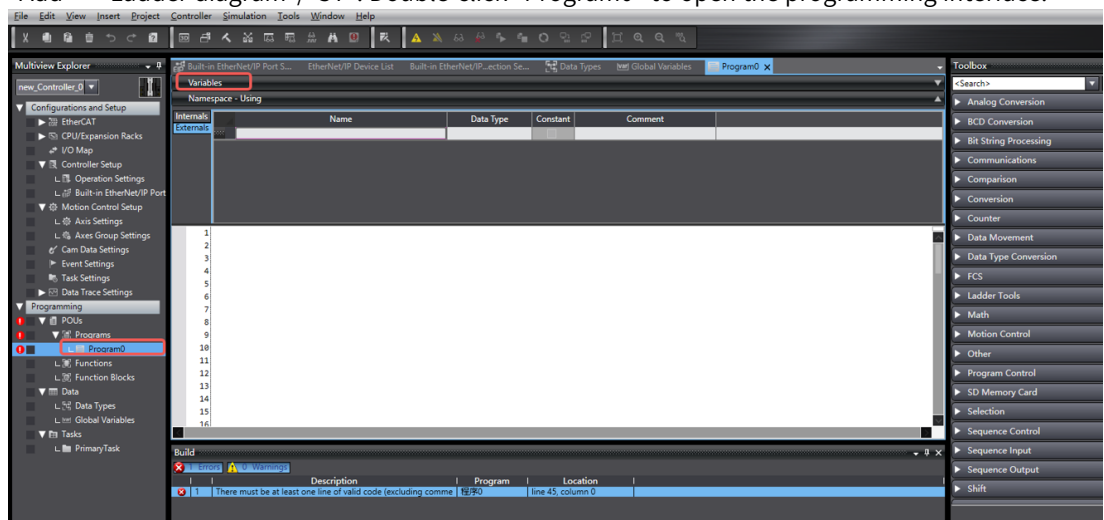 File Edit View Insert Project Controller Simulation Tools Window Help
Multiview Explorer
new_Controller_0
Configurations and Setup
EtherCAT
CPU/Expansion Racks
I/O Map
Controller Setup
Operation Settings
Built-in EtherNet/IP Port
Motion Control Setup
Axis Settings
Axes Group Settings
Cam Data Settings
Event Settings
Task Settings
Data Trace Settings
Programming
POUs
Programs
Program0
Functions
Function Blocks
Data
Data Types
Global Variables
Tasks
PrimaryTask
Built-in EtherNet/IP Port S... EtherNet/IP Device List Built-in EtherNet/IP...ection Se... Data Types Global Variables Program0 x
Variables
Namespace - Using
Internals
Externals
Name Data Type Constant Comment
1
2
3
4
5
6
7
8
9
10
11
12
13
14
15
16
Build
1 Errors 0 Warnings
Description Program Location
1 There must be at least one line of valid code (excluding comme 程序0 line 45, column 0
Toolbox
<Search>
Analog Conversion
BCD Conversion
Bit String Processing
Communications
Comparison
Conversion
Counter
Data Movement
Data Type Conversion
FCS
Ladder Tools
Math
Motion Control
Other
Program Control
SD Memory Card
Selection
Sequence Control
Sequence Input
Sequence Output
Shift